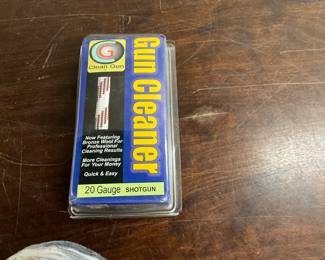 G
Clean Gun
Gun Cleaner
Now Featuring
Bronze Wool For
Professional
Cleaning Results
More Cleanings
For Your Money
Quick & Easy
20 Gauge SHOTGUN